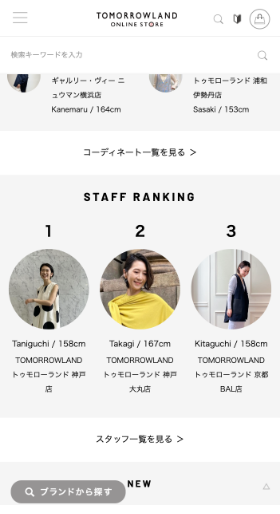 TOMORROWLAND
ONLINE STORE
検索キーワードを入力
ギャルリー・ヴィー ニ
ュウマン横浜店
Kanemaru / 164cm
トゥモローランド 浦和
伊勢丹店
Sasaki / 153cm
コーディネート一覧を見る >
STAFF RANKING
1
2
3
Taniguchi / 158cm
TOMORROWLAND
トゥモローランド 神戸
店
Takagi / 167cm
TOMORROWLAND
トゥモローランド 神戸
大丸店
Kitaguchi / 158cm
TOMORROWLAND
トゥモローランド 京都
BAL店
スタッフ一覧を見る >
NEW
ブランドから探す